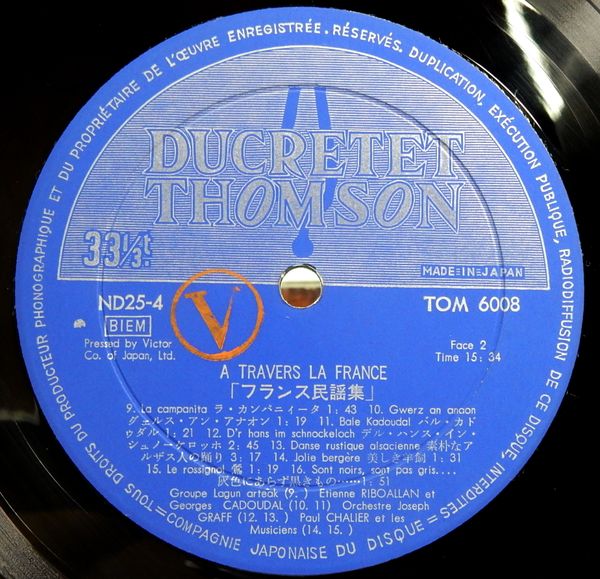 TOUS DROITS DU PRODUCTEUR PHONOGRAPHIQUE ET DU PROPRIÉTAIRE DE L'ŒUVRE ENREGISTRÉE. RÉSERVÉS. DUPLICATION, EXÉCUTION PUBLIQUE, RADIODIFFUSION DE CE DISQUE, INTERDITES=
DUCRETET
THOMSON
33 1/3 t.
MADE IN JAPAN
ND25-4
TOM 6008
BIEM
V
Pressed by Victor
Co. of Japan, Ltd.
Face 2
Time 15 : 34
A TRAVERS LA FRANCE
「フランス民謡集」
9. La campanita ラ・カンパニィータ 1 : 43 10. Gwerz an anaon
グェルス・アン・アナオン 1 : 19 11. Bale Kadoudal バル・カド
ゥダル 1 : 21 12. D'r hans im schnockeloch デル・ハンス・イン・
シュノーケロッホ 2 : 45 13. Danse rustique alsacienne 素朴なア
ルザス人の踊り 3 : 17 14. Jolie bergère 美しき羊飼 1 : 31
15. Le rossignol 鶯 1 : 19 16. Sont noirs, sont pas gris....
灰色にあらず黒きもの……1 : 51
Groupe Lagun arteak (9. ) Etienne RIBOALLAN et
Georges CADOUDAL (10. 11) Orchestre Joseph
GRAFF (12. 13. ) Paul CHALIER et ies
Musiciens (14. 15. )
=COMPAGNIE JAPONAISE DU DISQUE=